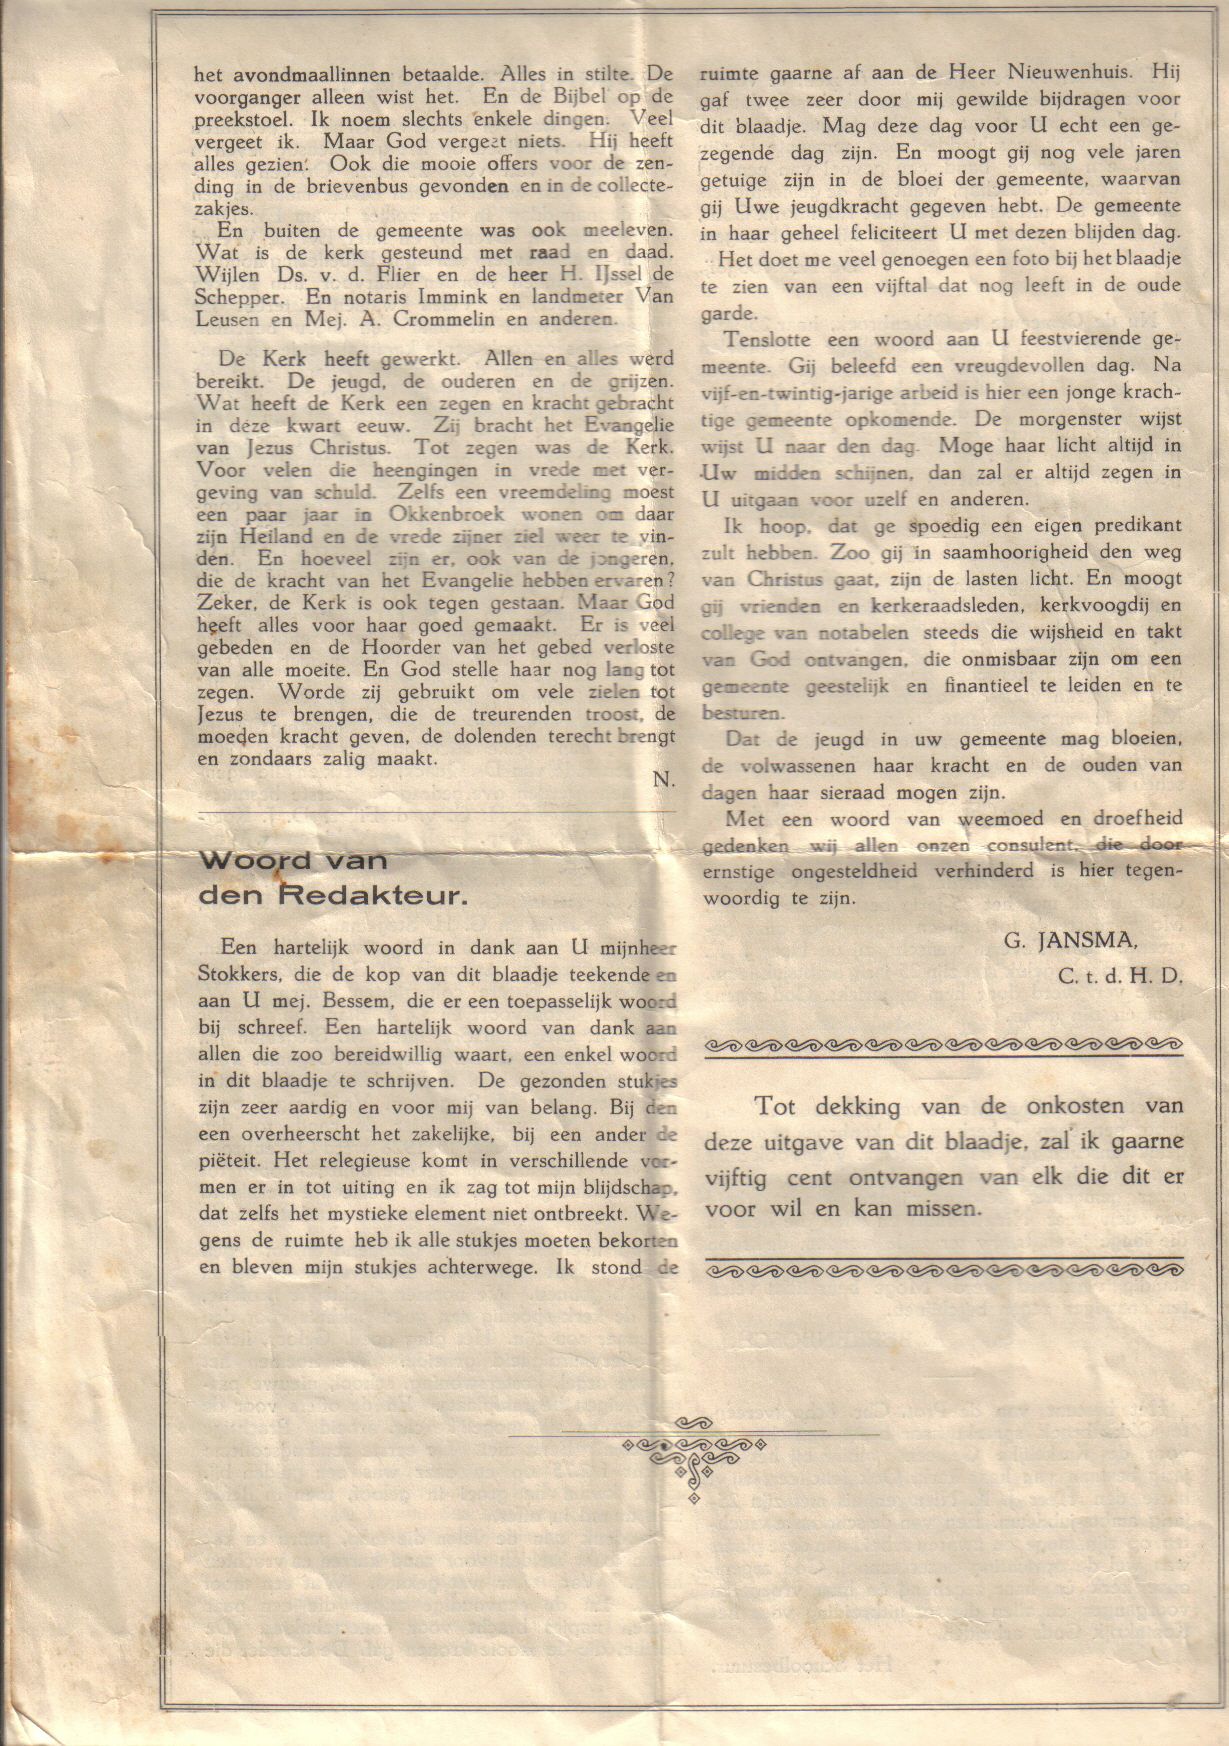 het avondmaallinnen betaalde. Alles in stilte. De
voorganger alleen wist het. En de Bijbel op de
preekstoel. Ik noem slechts enkele dingen. Veel
vergeet ik. Maar God vergeet niets. Hij heeft
alles gezien. Ook die mooie offers voor de zen-
ding in de brievenbus gevonden en in de collecte-
zakjes.
En buiten de gemeente was ook meeleven.
Wat is de kerk gesteund met raad en daad.
Wijlen Ds. v. d. Flier en de heer H. IJssel de
Schepper. En notaris Immink en landmeter Van
Leusen en Mej. A. Crommelin en anderen.
De Kerk heeft gewerkt. Allen en alles werd
bereikt. De jeugd, de ouderen en de grijzen.
Wat heeft de Kerk een zegen en kracht gebracht
in deze kwart eeuw. Zij bracht het Evangelie
van Jezus Christus. Tot zegen was de Kerk.
Voor velen die heengingen in vrede met ver-
geving van schuld. Zelfs een vreemdeling moest
een paar jaar in Okkenbroek wonen om daar
zijn Heiland en de vrede zijner ziel weer te vin-
den. En hoeveel zijn er, ook van de jongeren,
die de kracht van het Evangelie hebben ervaren?
Zeker, de Kerk is ook tegen gestaan. Maar God
heeft alles voor haar goed gemaakt. Er is veel
gebeden en de Hoorder van het gebed verloste
van alle moeite. En God stelle haar nog lang tot
zegen. Worde zij gebruikt om vele zielen tot
Jezus te brengen, die de treurenden troost, de
moeden kracht geven, de dolenden terecht brengt
en zondaars zalig maakt.
N.
Woord van
den Redakteur.
Een hartelijk woord in dank aan U mijnheer
Stokkers, die de kop van dit blaadje teekende en
aan U mej. Bessem, die er een toepasselijk woord
bij schreef. Een hartelijk woord van dank aan
allen die zoo bereidwillig waart, een enkel woord
in dit blaadje te schrijven. De gezonden stukjes
zijn zeer aardig en voor mij van belang. Bij den
een overheerscht het zakelijke, bij een ander de
piëteit. Het relegieuse komt in verschillende vor-
men er in tot uiting en ik zag tot mijn blijdschap,
dat zelfs het mystieke element niet ontbreekt. We-
gens de ruimte heb ik alle stukjes moeten bekorten
en bleven mijn stukjes achterwege. Ik stond de
ruimte gaarne af aan de Heer Nieuwenhuis. Hij
gaf twee zeer door mij gewilde bijdragen voor
dit blaadje. Mag deze dag voor U echt een ge-
zegende dag zijn. En moogt gij nog vele jaren
getuige zijn in de bloei der gemeente, waarvan
gij Uwe jeugdkracht gegeven hebt. De gemeente
in haar geheel feliciteert U met dezen blijden dag.
Het doet me veel genoegen een foto bij het blaadje
te zien van een vijftal dat nog leeft in de oude
garde.
Tenslotte een woord aan U feestvierende ge-
meente. Gij beleefd een vreugdevollen dag. Na
vijf-en-twintig-jarige arbeid is hier een jonge krach-
tige gemeente opkomende. De morgenster wijst
wijst U naar den dag. Moge haar licht altijd in
Uw midden schijnen, dan zal er altijd zegen in
U uitgaan voor uzelf en anderen.
Ik hoop, dat ge spoedig een eigen predikant
zult hebben. Zoo gij in saamhoorigheid den weg
van Christus gaat, zijn de lasten licht. En moogt
gij vrienden en kerkeraadsleden, kerkvoogdij en
college van notabelen steeds die wijsheid en takt
van God ontvangen, die onmisbaar zijn om een
gemeente geestelijk en finantieel te leiden en te
besturen.
Dat de jeugd in uw gemeente mag bloeien,
de volwassenen haar kracht en de ouden van
dagen haar sieraad mogen zijn.
Met een woord van weemoed en droefheid
gedenken wij allen onzen consulent, die door
ernstige ongesteldheid verhinderd is hier tegen-
woordig te zijn.
G. JANSMA,
C. t. d. H. D.
Tot dekking van de onkosten van
deze uitgave van dit blaadje, zal ik gaarne
vijftig cent ontvangen van elk die dit er
voor wil en kan missen.